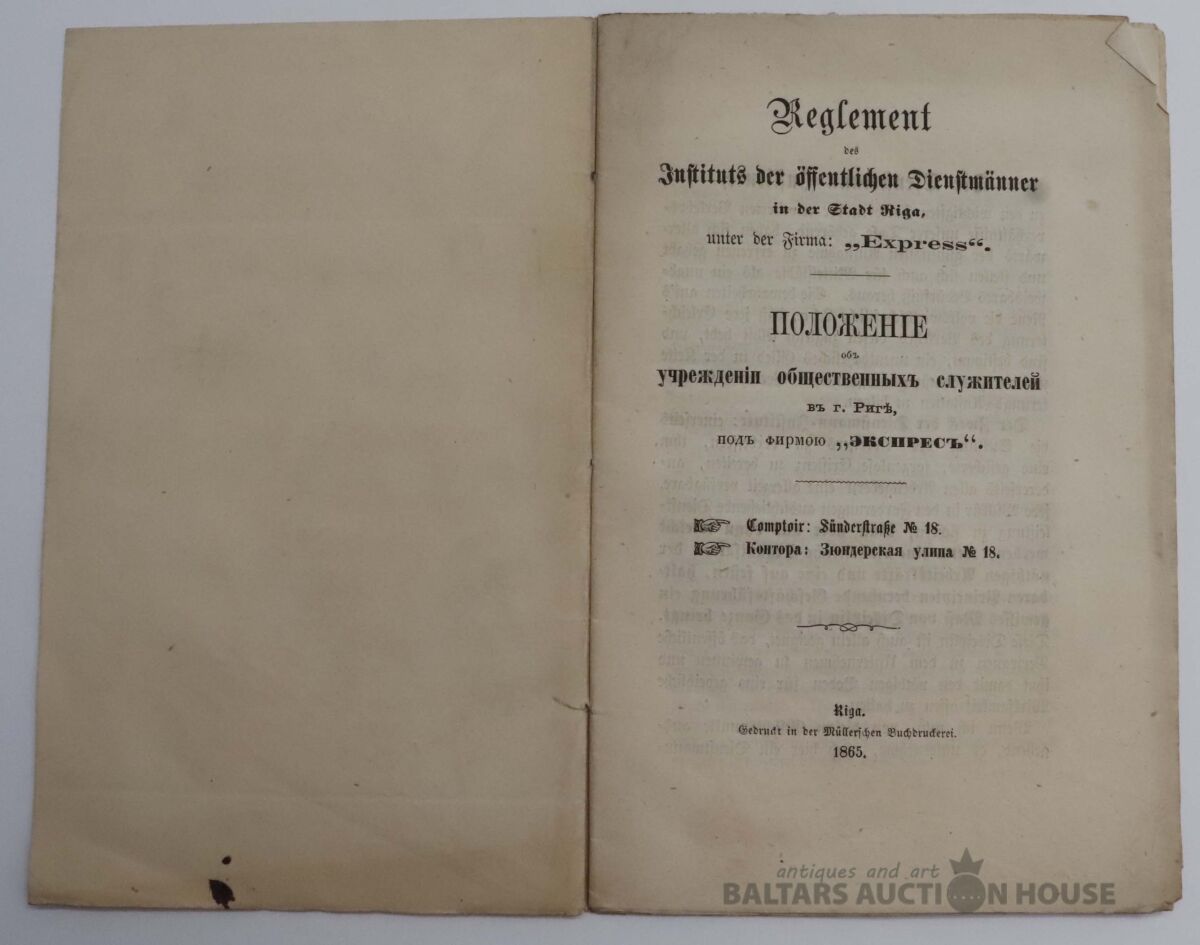 Reglement
des
Instituts der öffentlichen Dienstmänner
in der Stadt Riga,
unter der Firma: „Express“.
ПОЛОЖЕНІЕ
объ
учрежденіи общественныхъ служителей
въ г. Ригѣ,
подъ фирмою „ЭКСПРЕСЪ“.
☞ Comptoir: Sünderstraße № 18.
☞ Контора: Зюндерская улица № 18.
Riga.
Gedruckt in der Müllerschen Buchdruckerei.
1865.
antiques and art
BALTARS AUCTION HOUSE